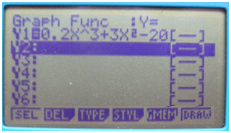 Graph Func :Y=
Y1=0.2X^3+3X²-20[—]
Y2: [—]
Y3: [—]
Y4: [—]
Y5: [—]
Y6: [—]
SEL DEL TYPE STYL GMEM DRAW